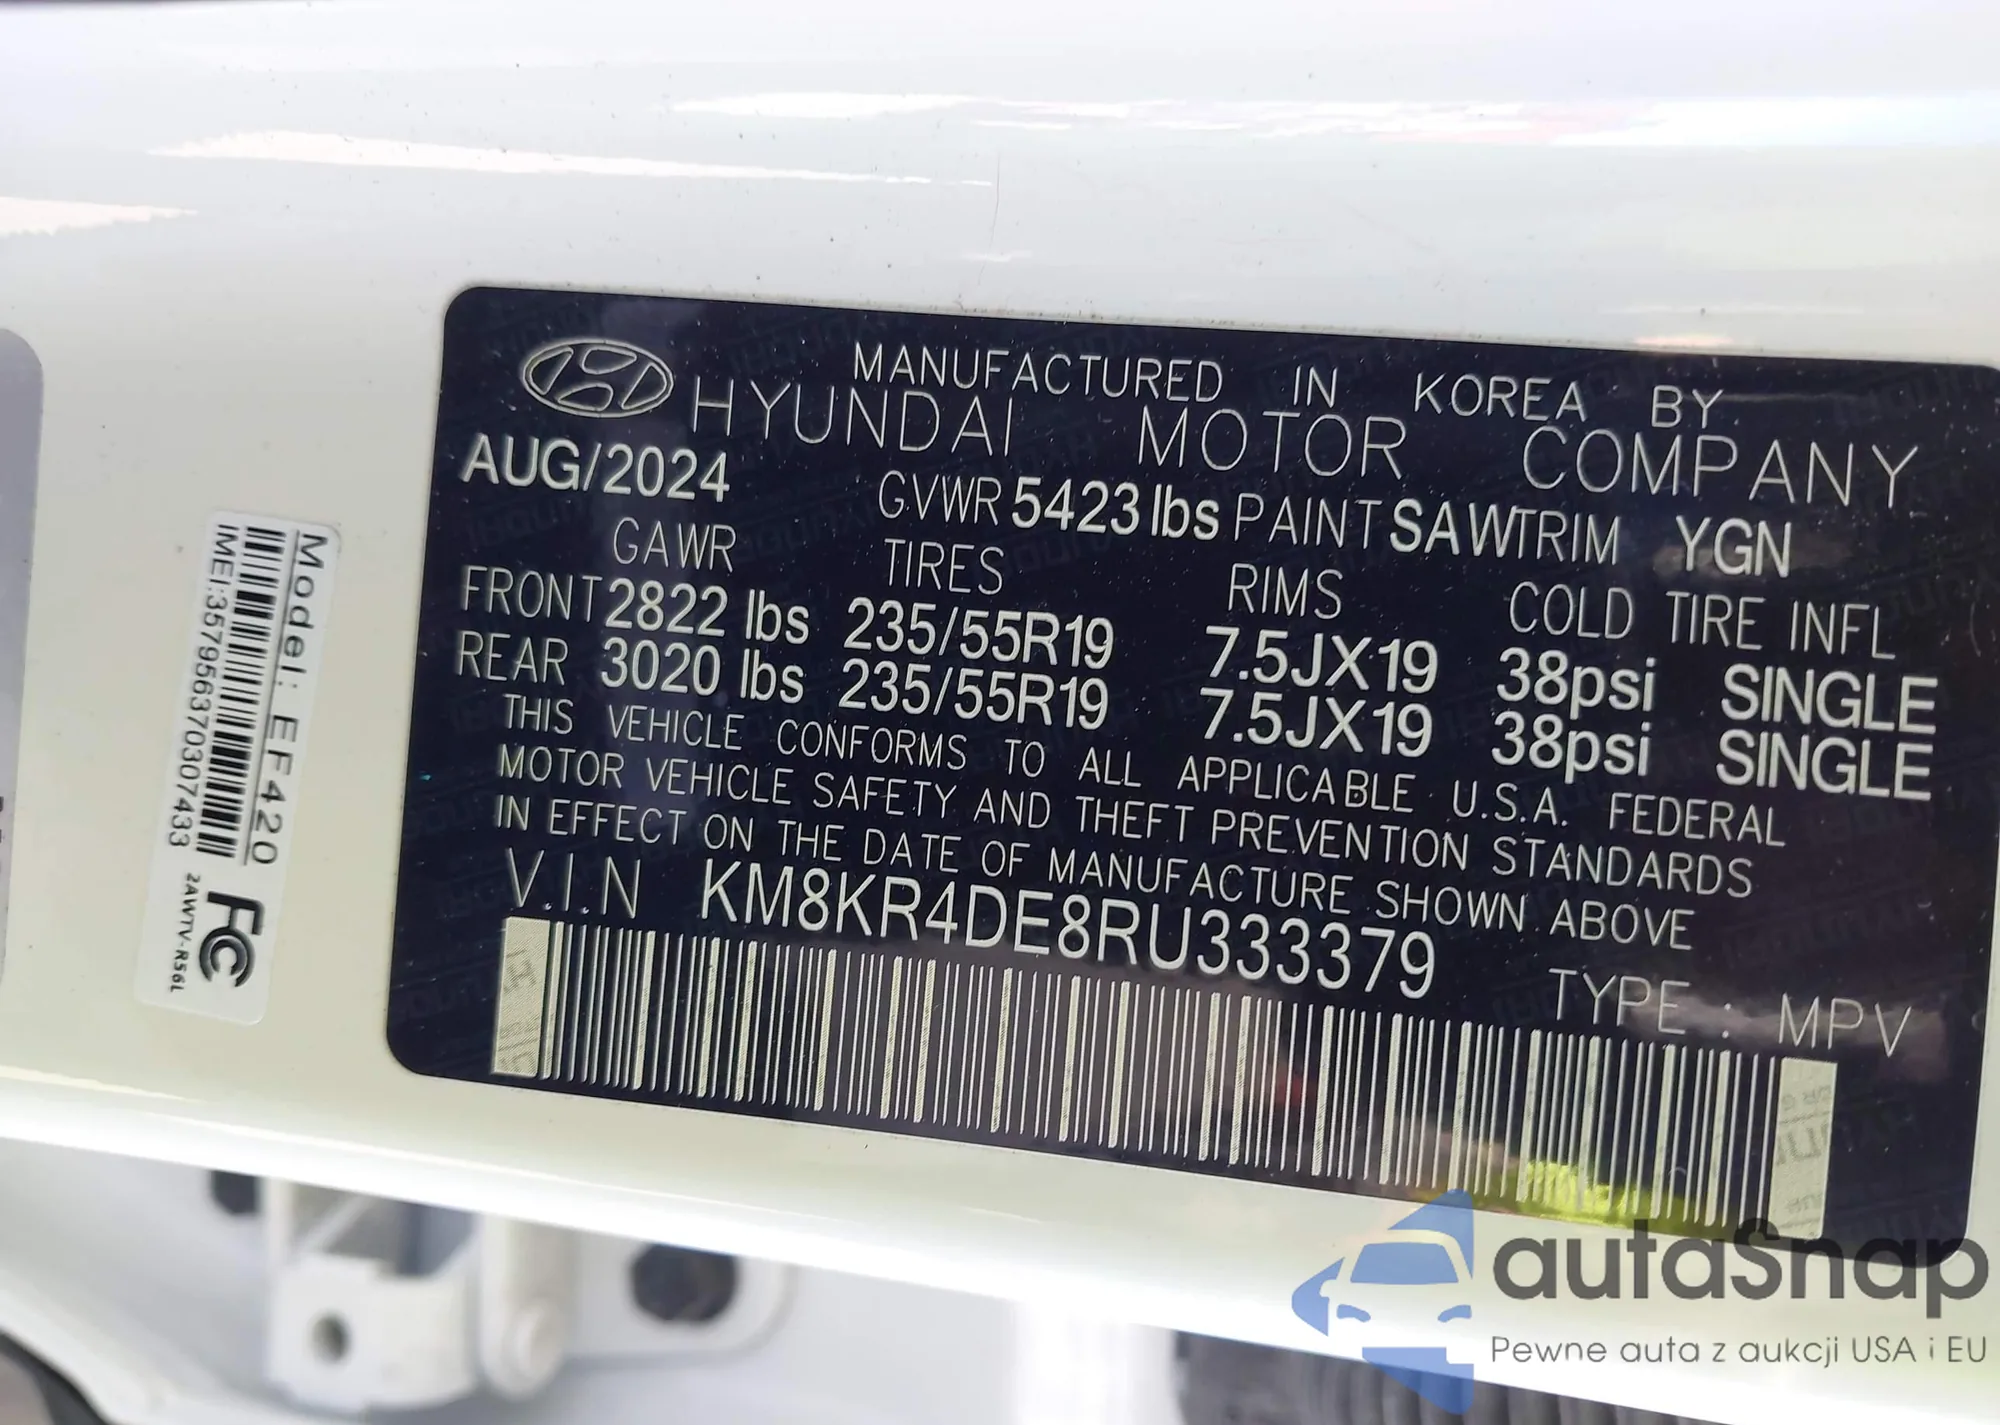 MANUFACTURED IN KOREA BY
HYUNDAI MOTOR COMPANY
AUG/2024 GVWR 5423 lbs PAINT SAW TRIM YGN
GAWR TIRES RIMS COLD TIRE INFL
FRONT 2822 lbs 235/55R19 7.5JX19 38psi SINGLE
REAR 3020 lbs 235/55R19 7.5JX19 38psi SINGLE
THIS VEHICLE CONFORMS TO ALL APPLICABLE U.S.A. FEDERAL
MOTOR VEHICLE SAFETY AND THEFT PREVENTION STANDARDS
IN EFFECT ON THE DATE OF MANUFACTURE SHOWN ABOVE
V.I.N KM8KR4DE8RU333379
TYPE : MPV
Model: EF420
IMEI:357956370307433
FC
2AWTV-R56L
autaSnap
Pewne auta z aukcji USA i EU